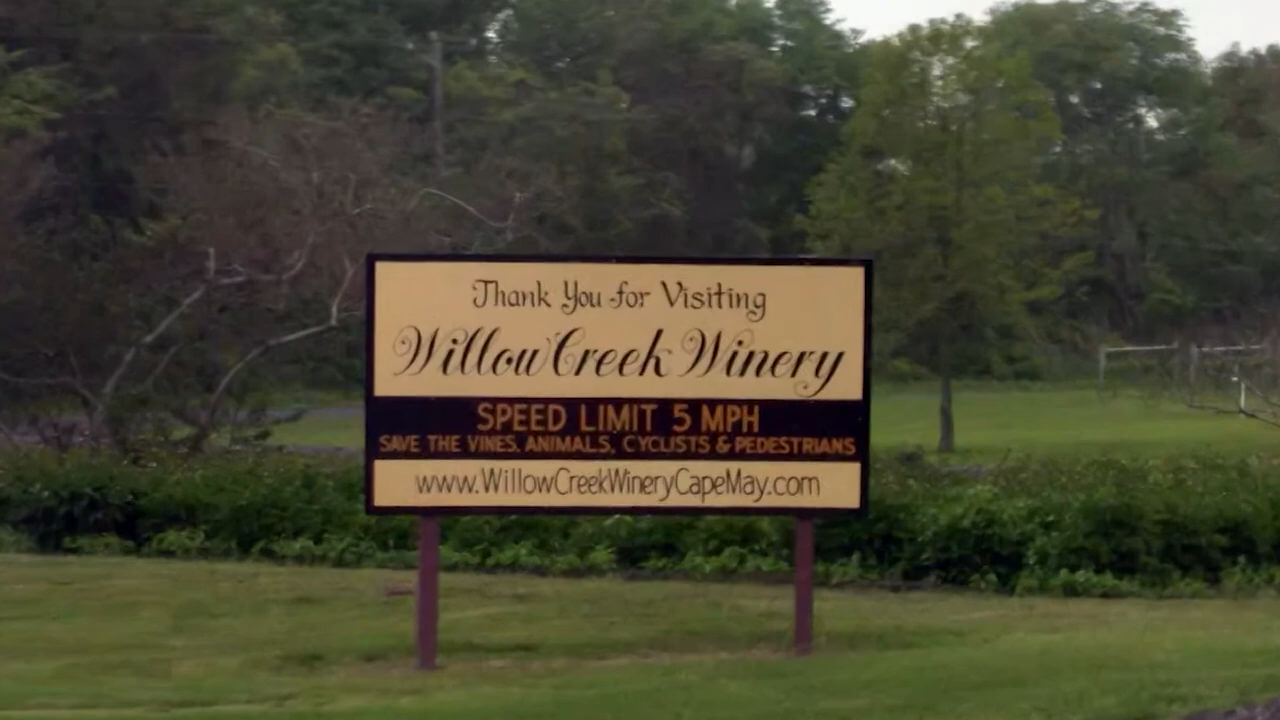 Thank You for Visiting
Willow Creek Winery
SPEED LIMIT 5 MPH
SAVE THE VINES, ANIMALS, CYCLISTS & PEDESTRIANS
www.WillowCreekWineryCapeMay.com